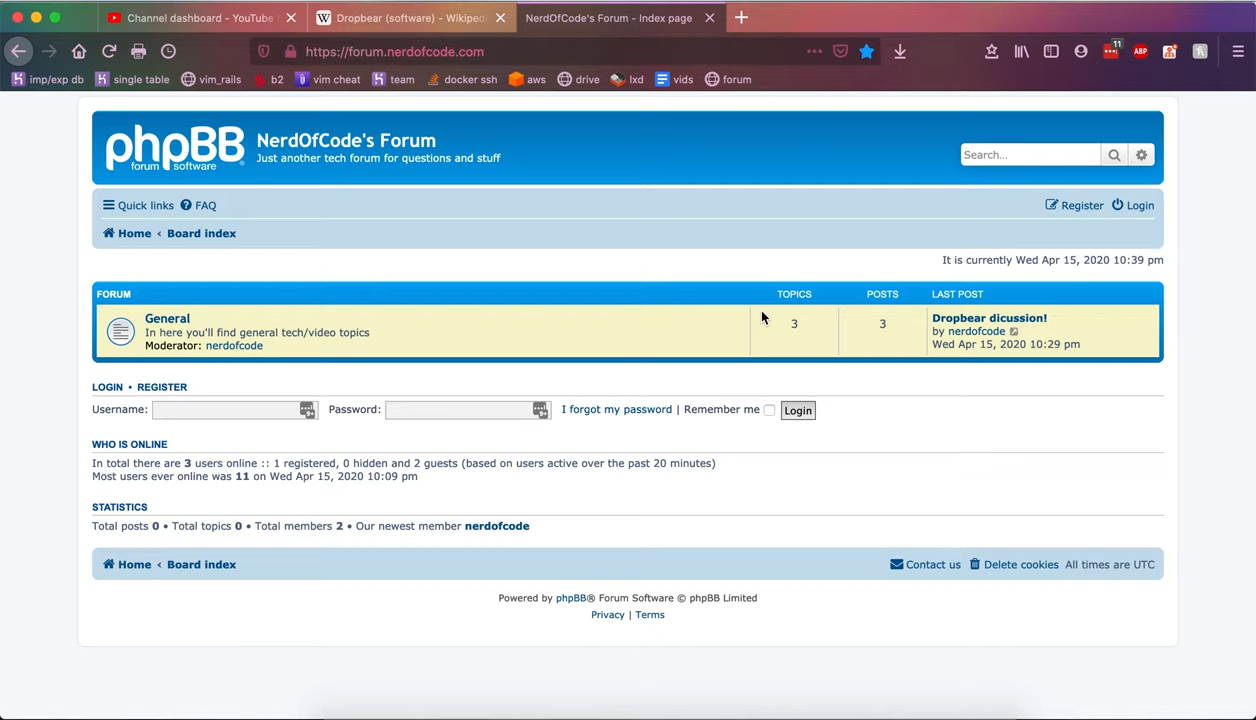 Channel dashboard - YouTube
Dropbear (software) - Wikiped
NerdOfCode's Forum - Index page
https://forum.nerdofcode.com
11
ABP
imp/exp db
single table
vim_rails
b2
vim cheat
team
docker ssh
aws
drive
lxd
vids
forum
phpBB
forum software
NerdOfCode's Forum
Just another tech forum for questions and stuff
Search...
Quick links FAQ
Register Login
Home ‹ Board index
It is currently Wed Apr 15, 2020 10:39 pm
FORUM TOPICS POSTS LAST POST
General
In here you'll find general tech/video topics
Moderator: nerdofcode
3
3
Dropbear dicussion!
by nerdofcode
Wed Apr 15, 2020 10:29 pm
LOGIN • REGISTER
Username: Password: I forgot my password | Remember me Login
WHO IS ONLINE
In total there are 3 users online :: 1 registered, 0 hidden and 2 guests (based on users active over the past 20 minutes)
Most users ever online was 11 on Wed Apr 15, 2020 10:09 pm
STATISTICS
Total posts 0 • Total topics 0 • Total members 2 • Our newest member nerdofcode
Home ‹ Board index
Contact us Delete cookies All times are UTC
Powered by phpBB® Forum Software © phpBB Limited
Privacy | Terms